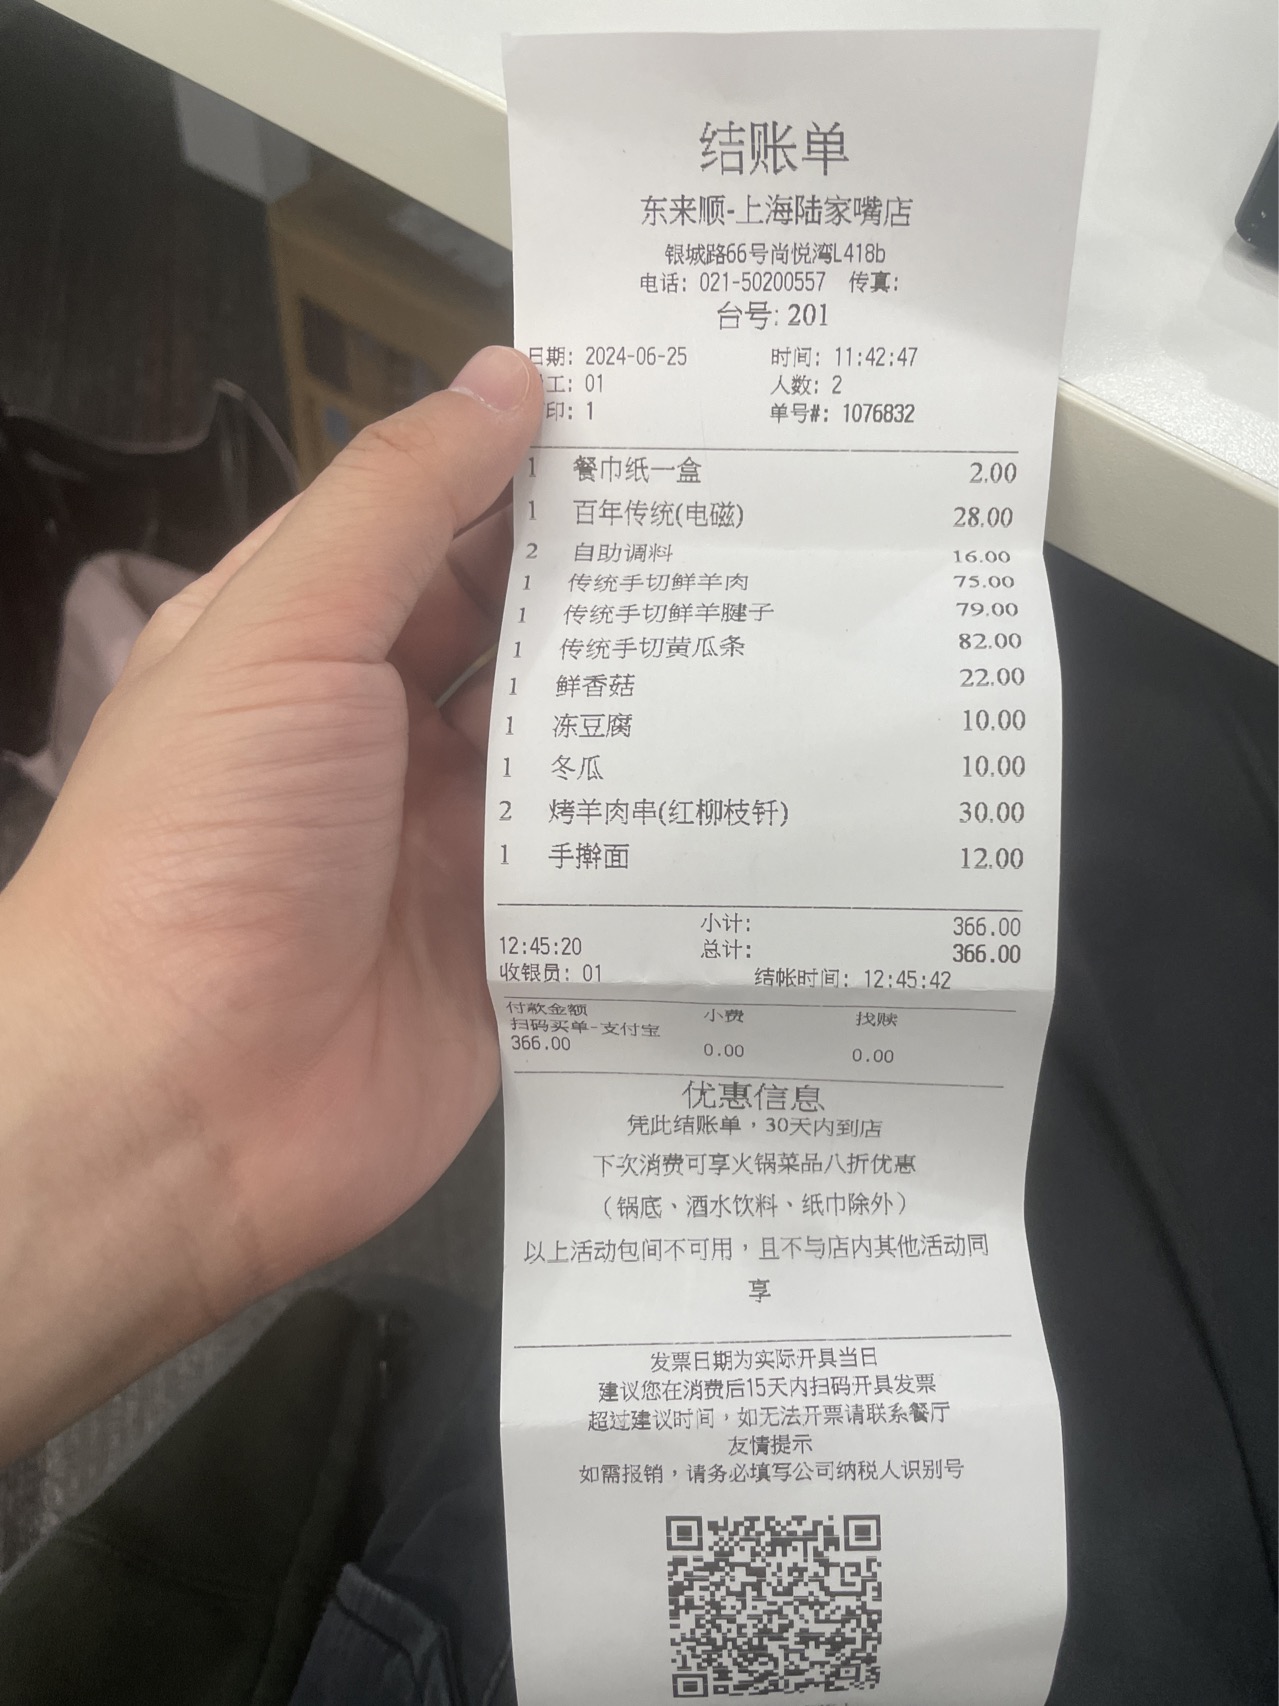 结账单
东来顺-上海陆家嘴店
银城路66号尚悦湾L418b
电话: 021-50200557 传真:
台号: 201
日期: 2024-06-25 时间: 11:42:47
工: 01 人数: 2
印: 1 单号#: 1076832
1 餐巾纸一盒 2.00
1 百年传统(电磁) 28.00
2 自助调料 16.00
1 传统手切鲜羊肉 75.00
1 传统手切鲜羊腱子 79.00
1 传统手切黄瓜条 82.00
1 鲜香菇 22.00
1 冻豆腐 10.00
1 冬瓜 10.00
2 烤羊肉串(红柳枝钎) 30.00
1 手擀面 12.00
小计: 366.00
12:45:20 总计: 366.00
收银员: 01 结帐时间: 12:45:42
付款金额 小费 找赎
扫码买单-支付宝
366.00 0.00 0.00
优惠信息
凭此结账单，30天内到店
下次消费可享火锅菜品八折优惠
（锅底、酒水饮料、纸巾除外）
以上活动包间不可用，且不与店内其他活动同
享
发票日期为实际开具当日
建议您在消费后15天内扫码开具发票
超过建议时间，如无法开票请联系餐厅
友情提示
如需报销，请务必填写公司纳税人识别号